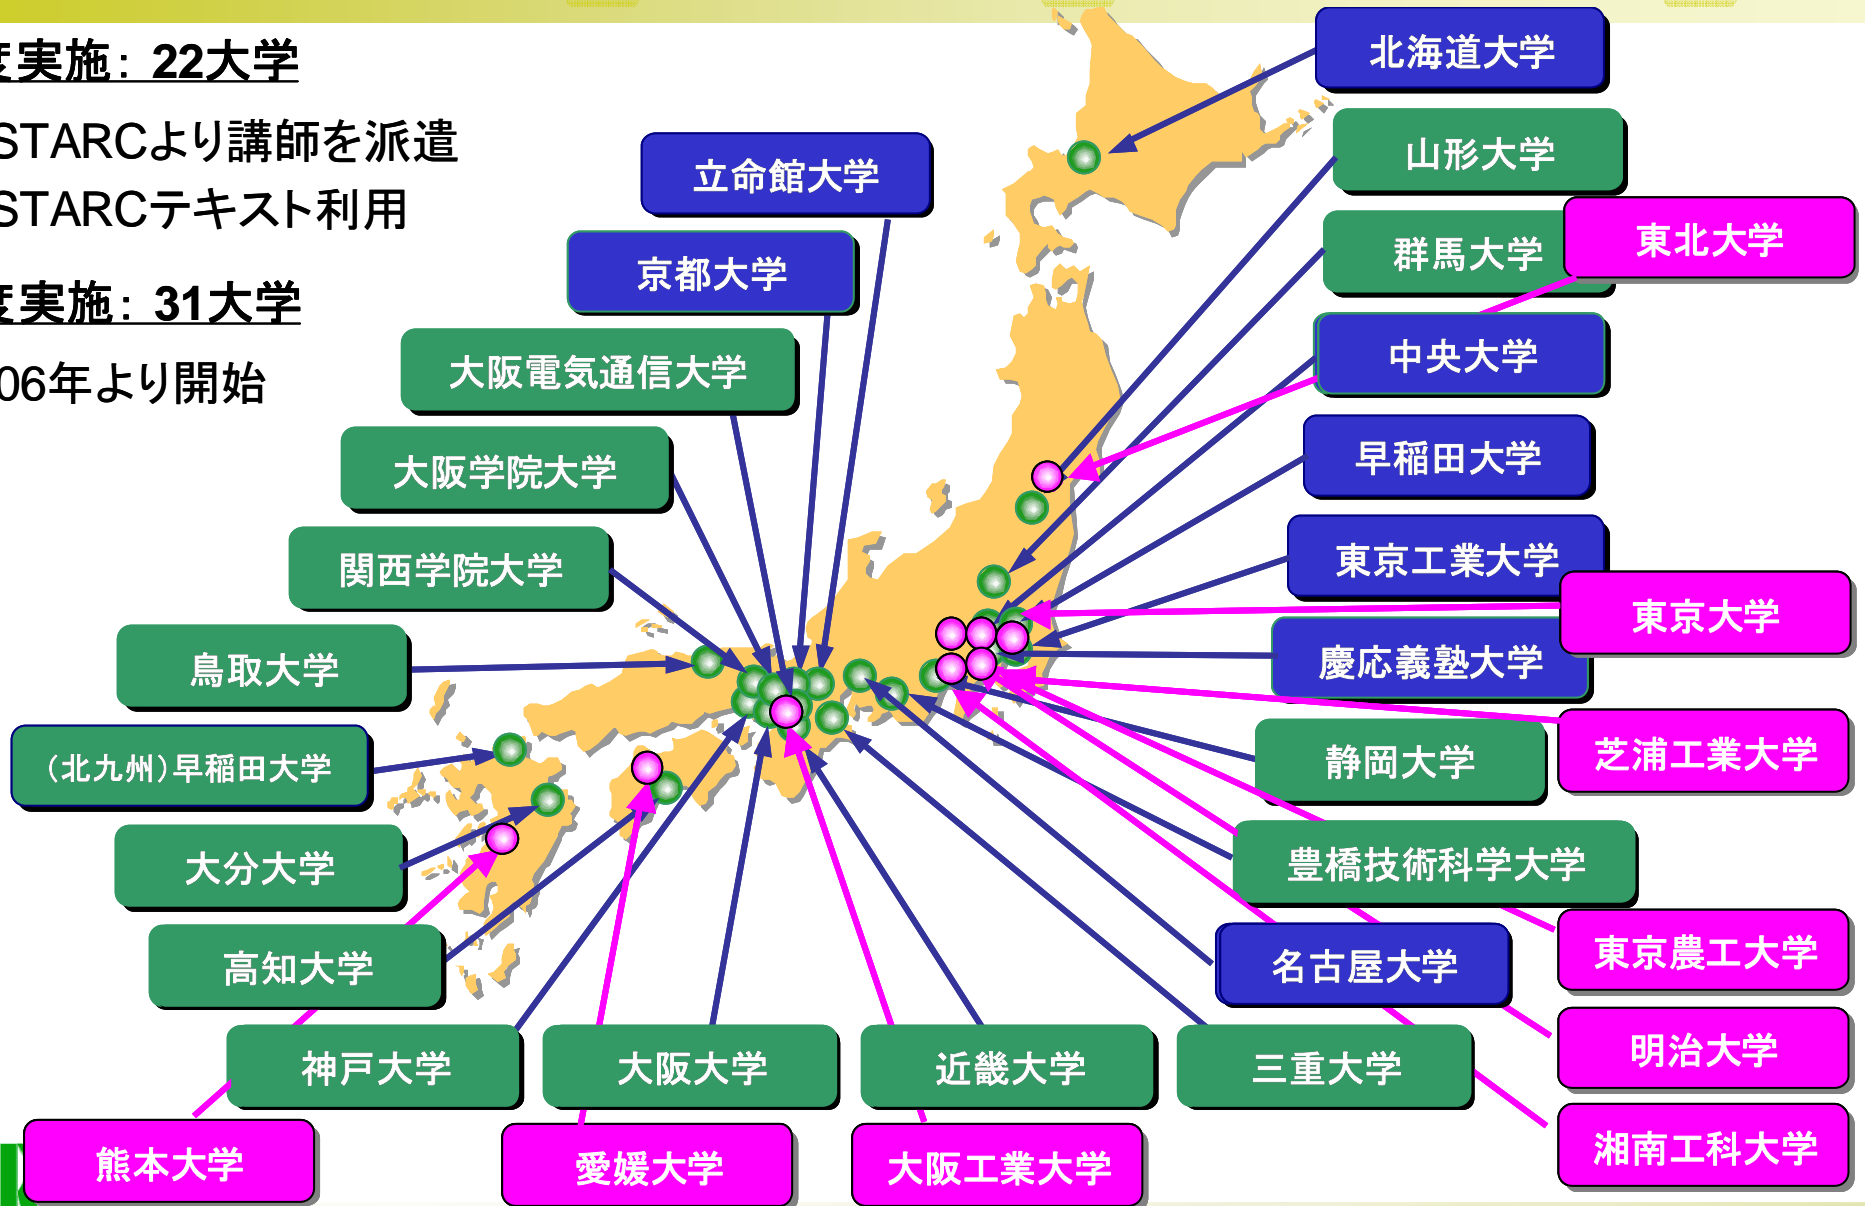 度実施： 22大学
STARCより講師を派遣
STARCテキスト利用
度実施： 31大学
06年より開始
北海道大学
山形大学
東北大学
群馬大学
中央大学
早稲田大学
東京工業大学
東京大学
慶応義塾大学
芝浦工業大学
静岡大学
豊橋技術科学大学
東京農工大学
名古屋大学
明治大学
湘南工科大学
立命館大学
京都大学
大阪電気通信大学
大阪学院大学
関西学院大学
鳥取大学
（北九州）早稲田大学
大分大学
高知大学
神戸大学
大阪大学
近畿大学
三重大学
熊本大学
愛媛大学
大阪工業大学